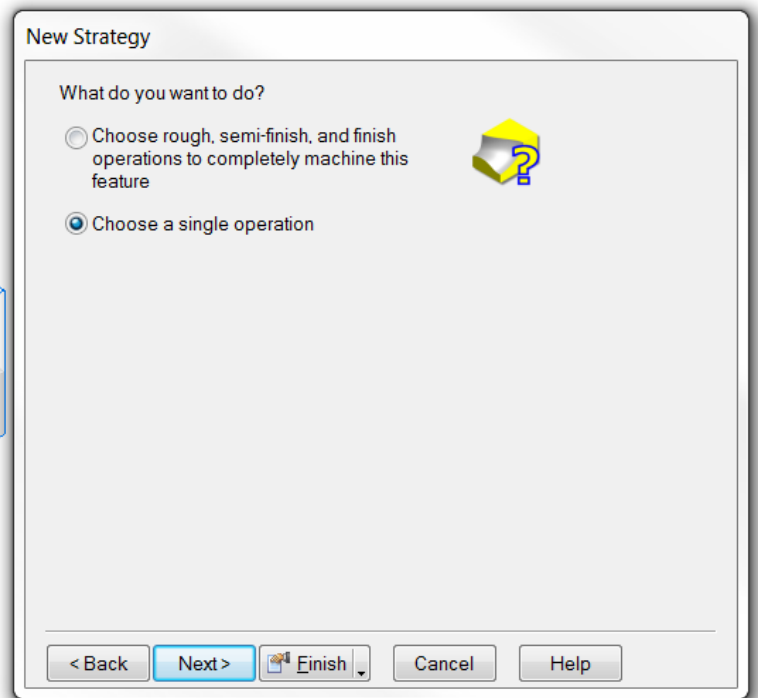 New Strategy
What do you want to do?
Choose rough, semi-finish, and finish
operations to completely machine this
feature
Choose a single operation
< Back Next > Finish Cancel Help